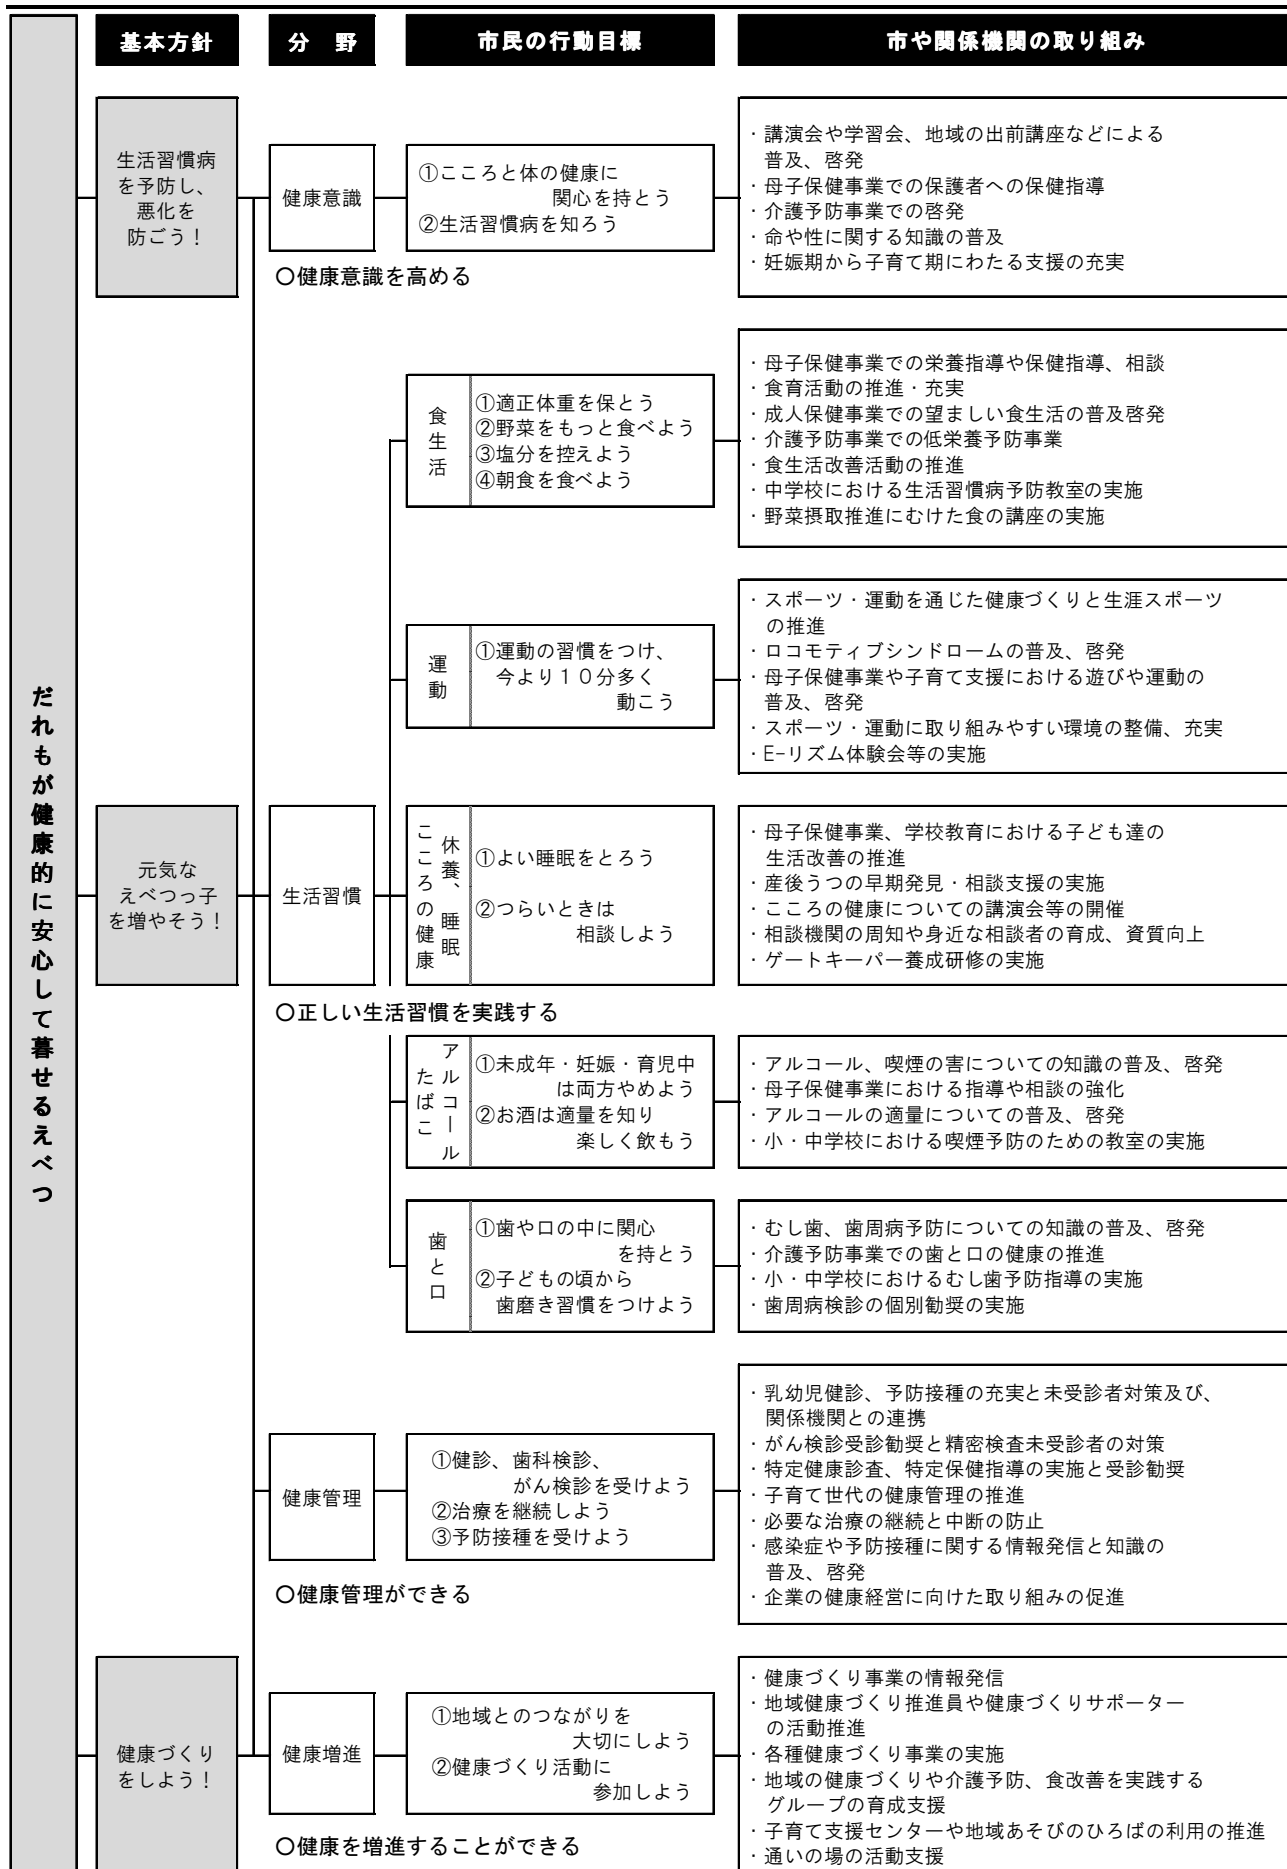 基本方針
分　野
市民の行動目標
市や関係機関の取り組み
だれもが健康的に安心して暮せるえべつ
生活習慣病
を予防し、
悪化を
防ごう！
健康意識
①こころと体の健康に
関心を持とう
②生活習慣病を知ろう
・講演会や学習会、地域の出前講座などによる
普及、啓発
・母子保健事業での保護者への保健指導
・介護予防事業での啓発
・命や性に関する知識の普及
・妊娠期から子育て期にわたる支援の充実
〇健康意識を高める
食生活
①適正体重を保とう
②野菜をもっと食べよう
③塩分を控えよう
④朝食を食べよう
・母子保健事業での栄養指導や保健指導、相談
・食育活動の推進・充実
・成人保健事業での望ましい食生活の普及啓発
・介護予防事業での低栄養予防事業
・食生活改善活動の推進
・中学校における生活習慣病予防教室の実施
・野菜摂取推進にむけた食の講座の実施
運動
①運動の習慣をつけ、
今より１０分多く
動こう
・スポーツ・運動を通じた健康づくりと生涯スポーツ
の推進
・ロコモティブシンドロームの普及、啓発
・母子保健事業や子育て支援における遊びや運動の
普及、啓発
・スポーツ・運動に取り組みやすい環境の整備、充実
・E-リズム体験会等の実施
元気な
えべつっ子
を増やそう！
生活習慣
休養、睡眠
こころの健康
①よい睡眠をとろう
②つらいときは
相談しよう
・母子保健事業、学校教育における子ども達の
生活改善の推進
・産後うつの早期発見・相談支援の実施
・こころの健康についての講演会等の開催
・相談機関の周知や身近な相談者の育成、資質向上
・ゲートキーパー養成研修の実施
〇正しい生活習慣を実践する
アルコール
たばこ
①未成年・妊娠・育児中
は両方やめよう
②お酒は適量を知り
楽しく飲もう
・アルコール、喫煙の害についての知識の普及、啓発
・母子保健事業における指導や相談の強化
・アルコールの適量についての普及、啓発
・小・中学校における喫煙予防のための教室の実施
歯と口
①歯や口の中に関心
を持とう
②子どもの頃から
歯磨き習慣をつけよう
・むし歯、歯周病予防についての知識の普及、啓発
・介護予防事業での歯と口の健康の推進
・小・中学校におけるむし歯予防指導の実施
・歯周病検診の個別勧奨の実施
健康管理
①健診、歯科検診、
がん検診を受けよう
②治療を継続しよう
③予防接種を受けよう
・乳幼児健診、予防接種の充実と未受診者対策及び、
関係機関との連携
・がん検診受診勧奨と精密検査未受診者の対策
・特定健康診査、特定保健指導の実施と受診勧奨
・子育て世代の健康管理の推進
・必要な治療の継続と中断の防止
・感染症や予防接種に関する情報発信と知識の
普及、啓発
・企業の健康経営に向けた取り組みの促進
〇健康管理ができる
健康づくり
をしよう！
健康増進
①地域とのつながりを
大切にしよう
②健康づくり活動に
参加しよう
・健康づくり事業の情報発信
・地域健康づくり推進員や健康づくりサポーター
の活動推進
・各種健康づくり事業の実施
・地域の健康づくりや介護予防、食改善を実践する
グループの育成支援
・子育て支援センターや地域あそびのひろばの利用の推進
・通いの場の活動支援
〇健康を増進することができる